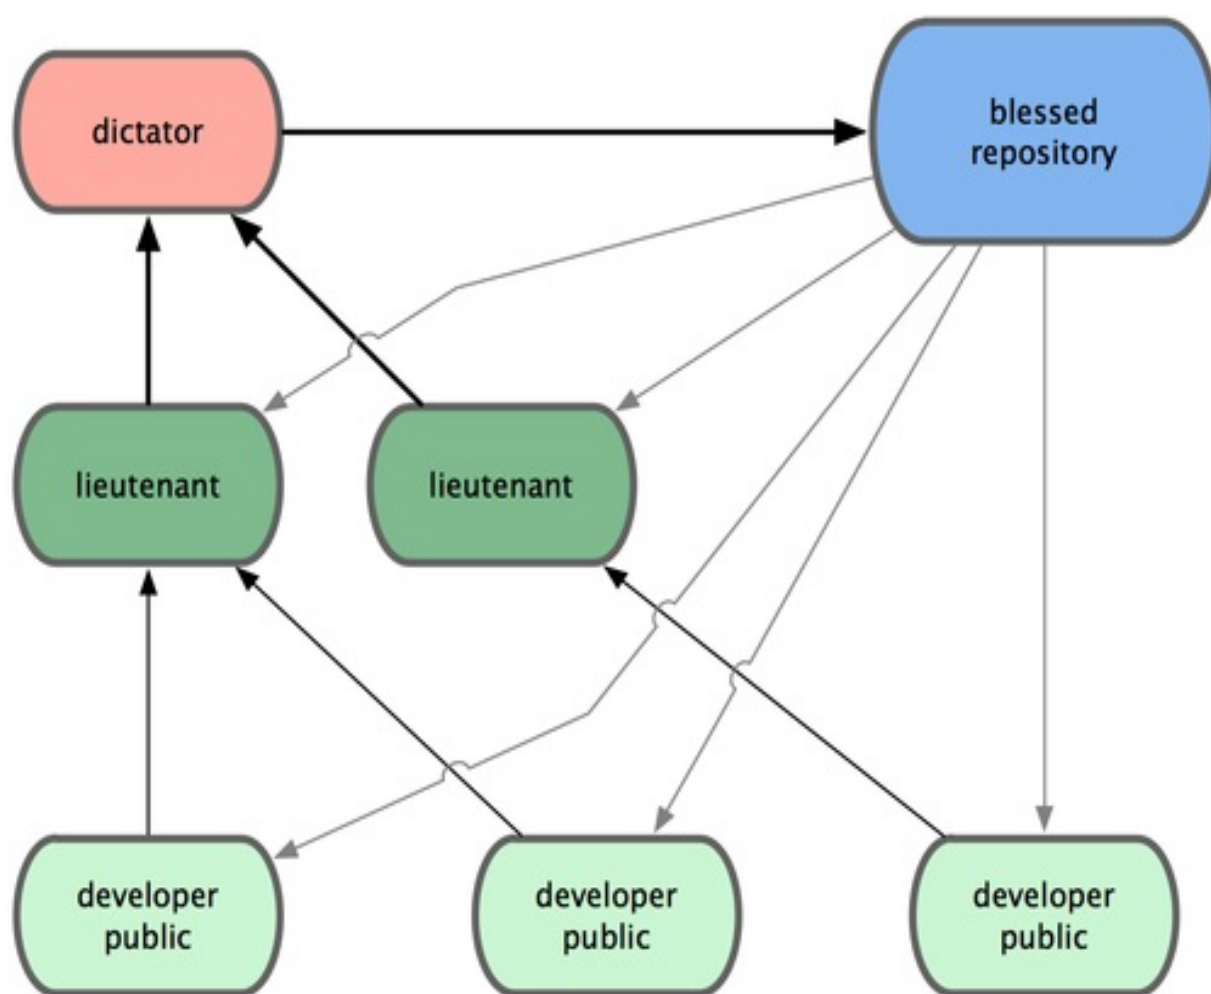 dictator
blessed
repository
lieutenant
lieutenant
developer
public
developer
public
developer
public